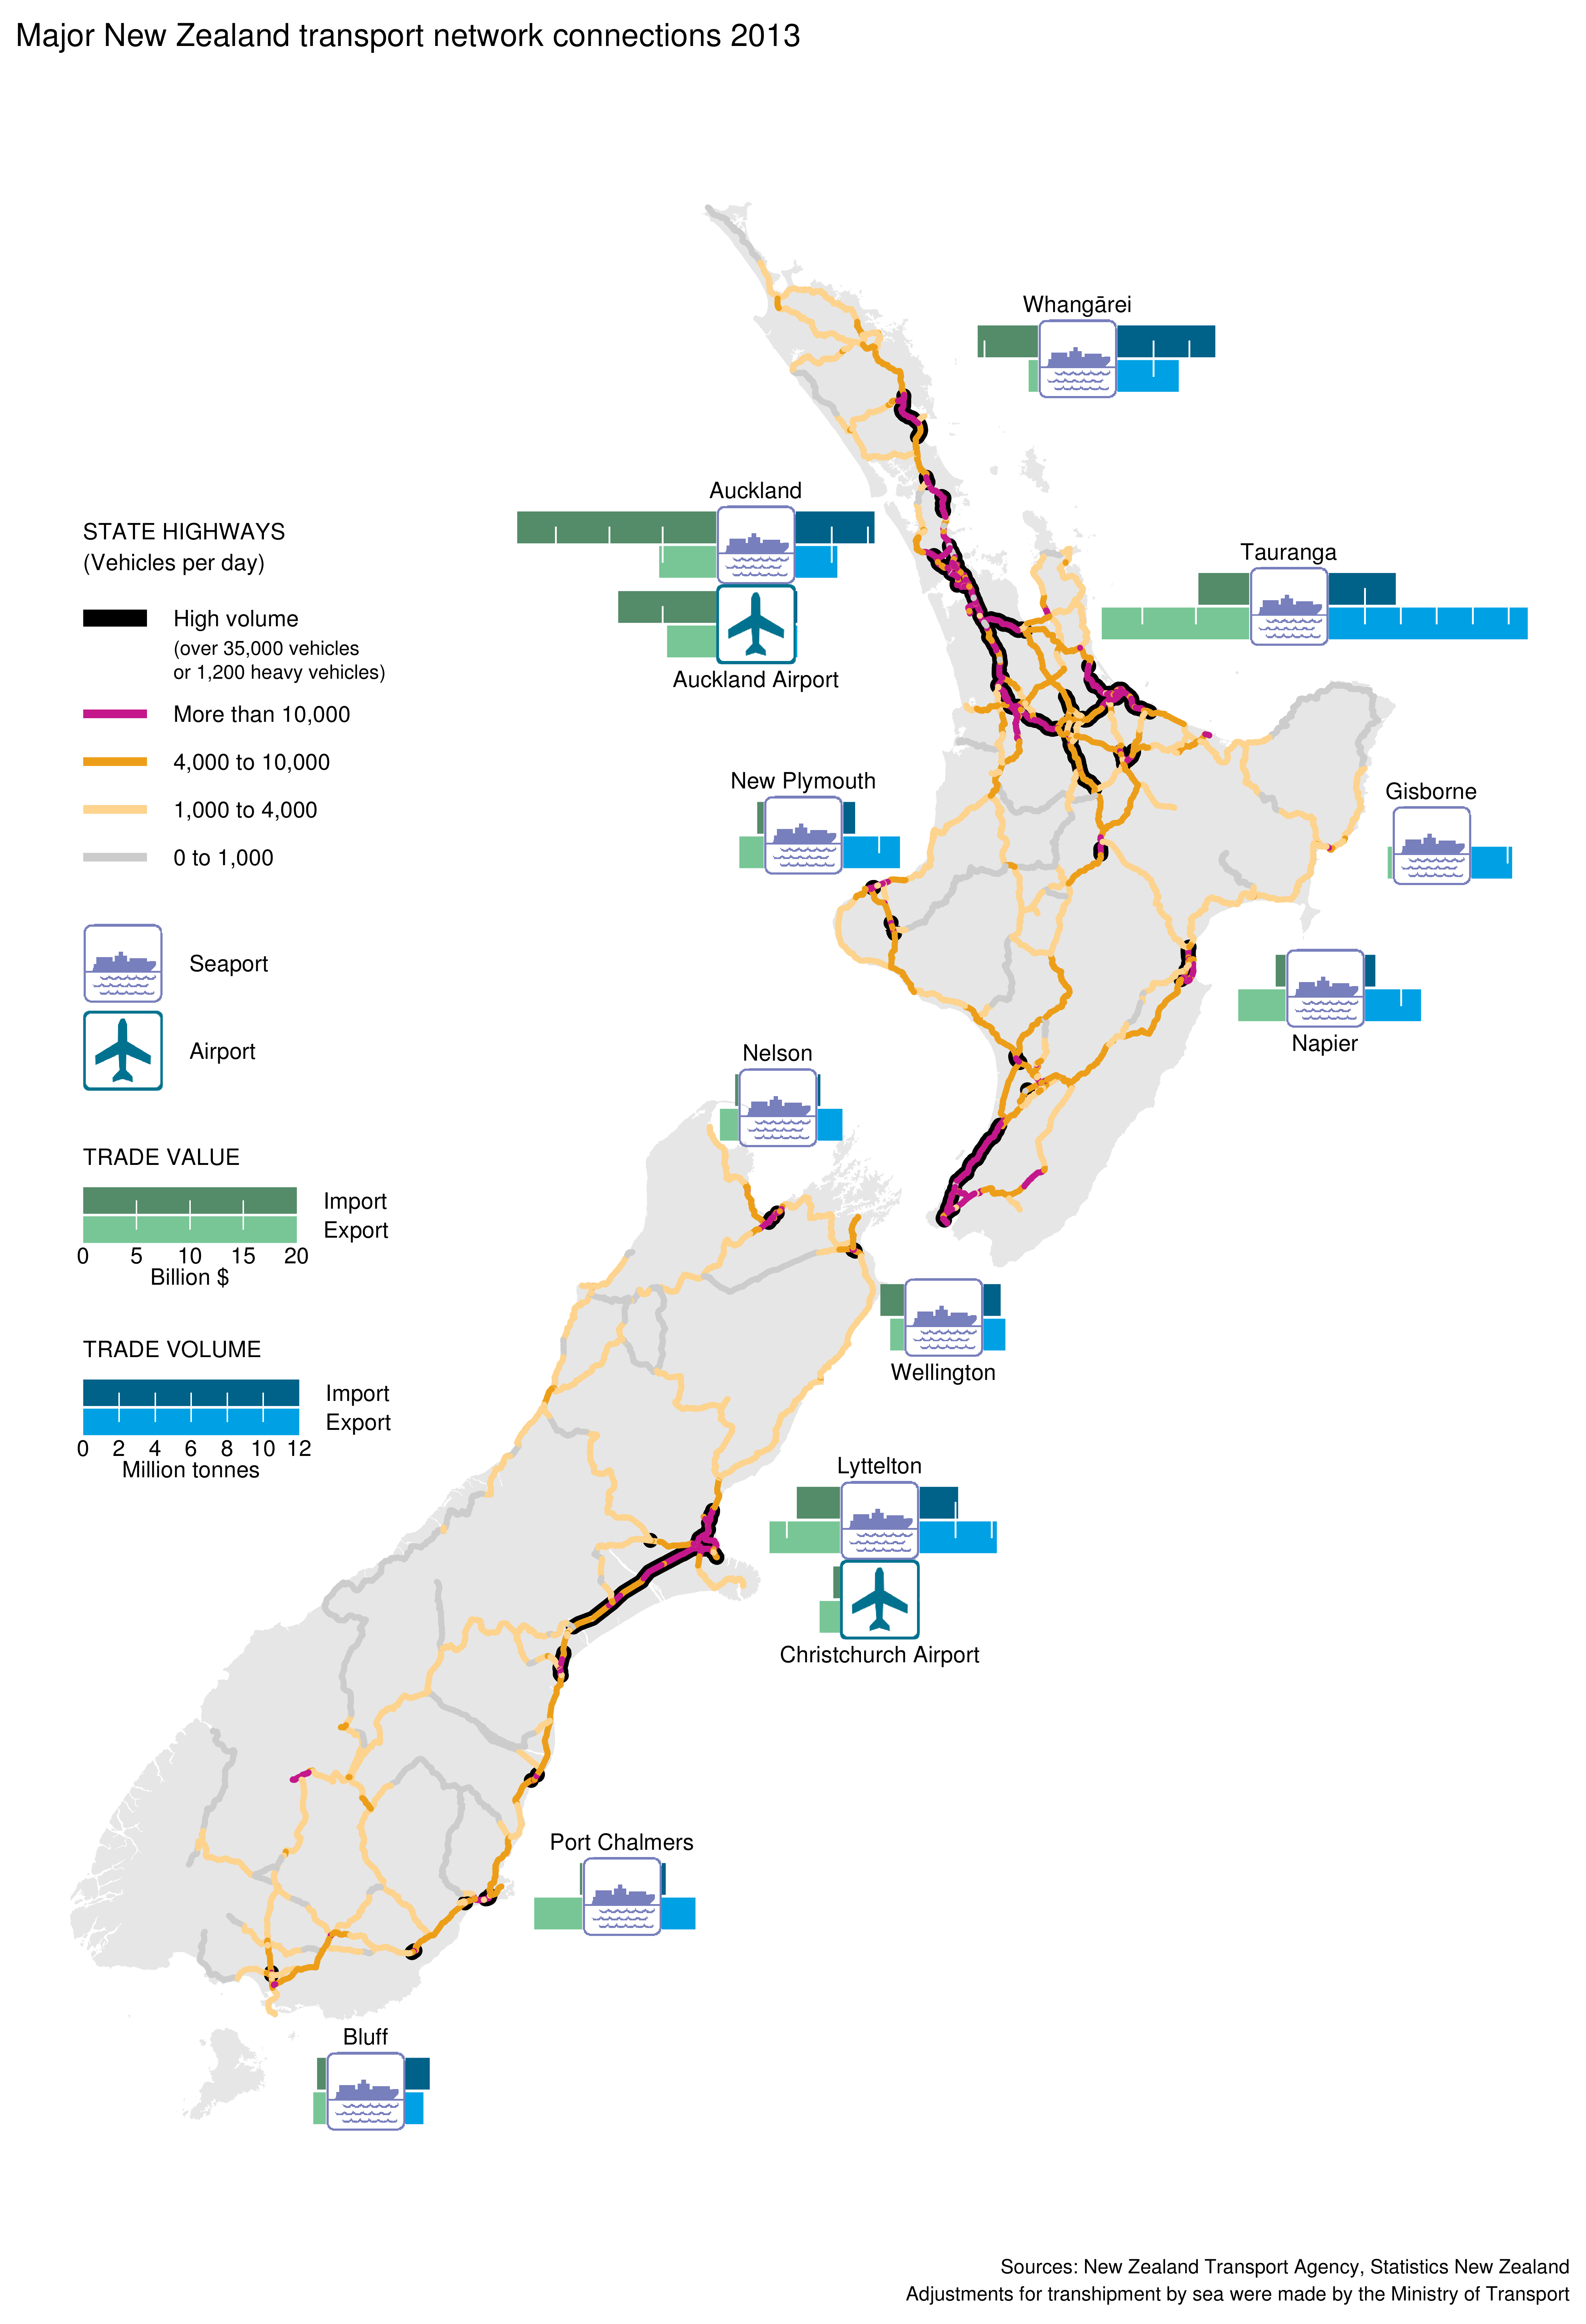 Major New Zealand transport network connections 2013
Whangārei
Auckland
Auckland Airport
Tauranga
STATE HIGHWAYS
(Vehicles per day)
High volume
(over 35,000 vehicles
or 1,200 heavy vehicles)
More than 10,000
4,000 to 10,000
1,000 to 4,000
0 to 1,000
New Plymouth
Gisborne
Seaport
Airport
Napier
Nelson
TRADE VALUE
Import
Export
0 5 10 15 20
Billion $
Wellington
TRADE VOLUME
Import
Export
0 2 4 6 8 10 12
Million tonnes
Lyttelton
Christchurch Airport
Port Chalmers
Bluff
Sources: New Zealand Transport Agency, Statistics New Zealand
Adjustments for transhipment by sea were made by the Ministry of Transport